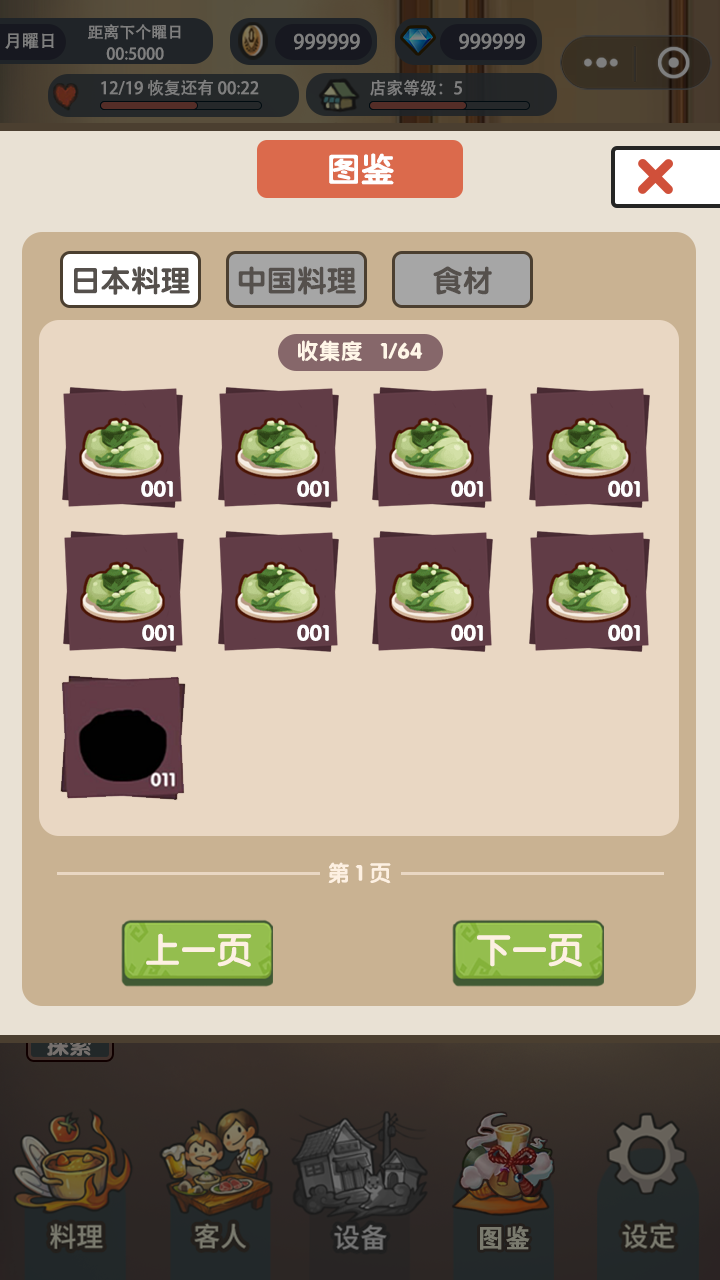 月曜日
距离下个曜日
00:5000
999999
999999
12/19 恢复还有 00:22
店家等级：5
图鉴
日本料理
中国料理
食材
收集度 1/64
001
001
001
001
001
001
001
001
011
第1页
上一页
下一页
探索
料理
客人
设备
图鉴
设定